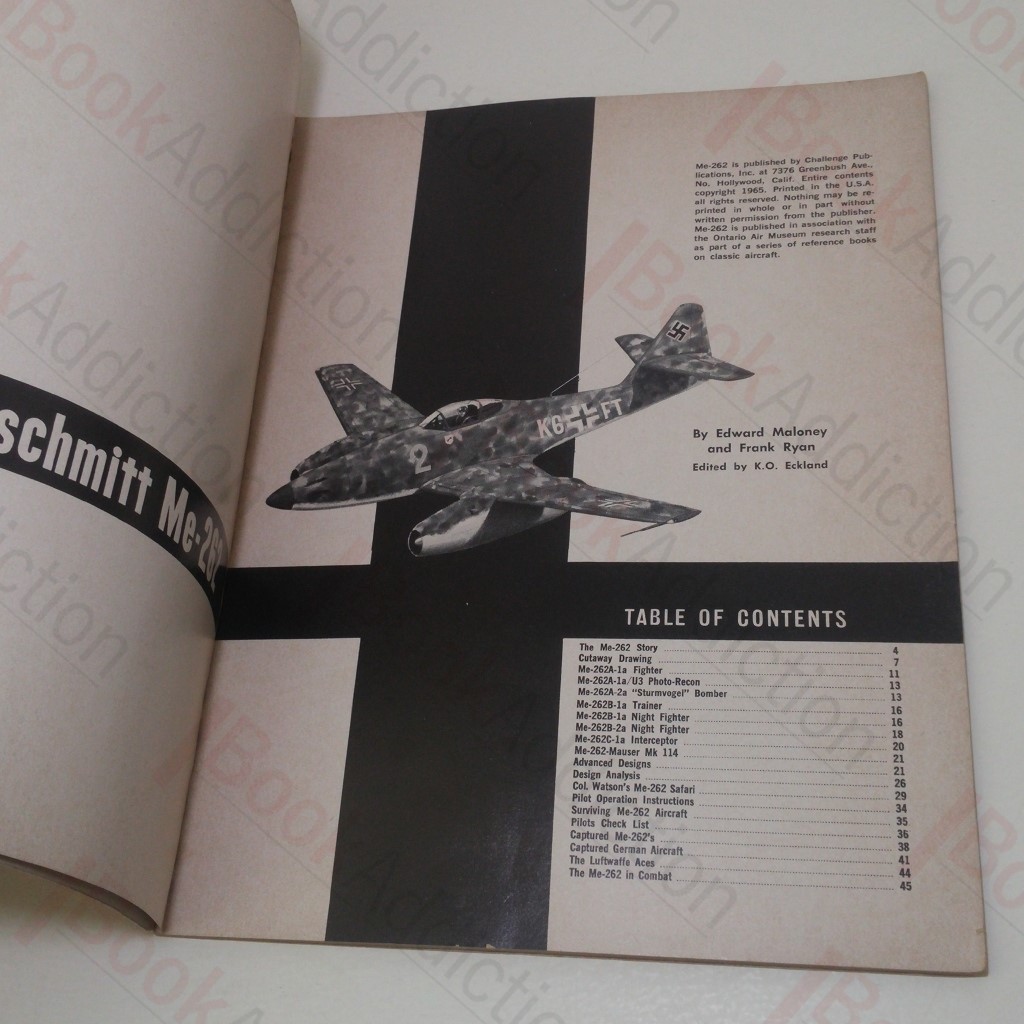 schmitt Me-262
Me-262 is published by Challenge Pub-
lications, Inc. at 7376 Greenbush Ave.,
No. Hollywood, Calif. Entire contents
copyright 1965. Printed in the U.S.A.
all rights reserved. Nothing may be re-
printed in whole or in part without
written permission from the publisher.
Me-262 is published in association with
the Ontario Air Museum research staff
as part of a series of reference books
on classic aircraft.
2
K6 FT
By Edward Maloney
and Frank Ryan
Edited by K.O. Eckland
TABLE OF CONTENTS
The Me-262 Story 4
Cutaway Drawing 7
Me-262A-1a Fighter 11
Me-262A-1a/U3 Photo-Recon 13
Me-262A-2a "Sturmvogel" Bomber 13
Me-262B-1a Trainer 16
Me-262B-1a Night Fighter 16
Me-262B-2a Night Fighter 18
Me-262C-1a Interceptor 20
Me-262-Mauser Mk 114 21
Advanced Designs 21
Design Analysis 26
Col. Watson's Me-262 Safari 29
Pilot Operation Instructions 34
Surviving Me-262 Aircraft 35
Pilots Check List 36
Captured Me-262's 38
Captured German Aircraft 41
The Luftwaffe Aces 44
The Me-262 in Combat 45
BookAddiction